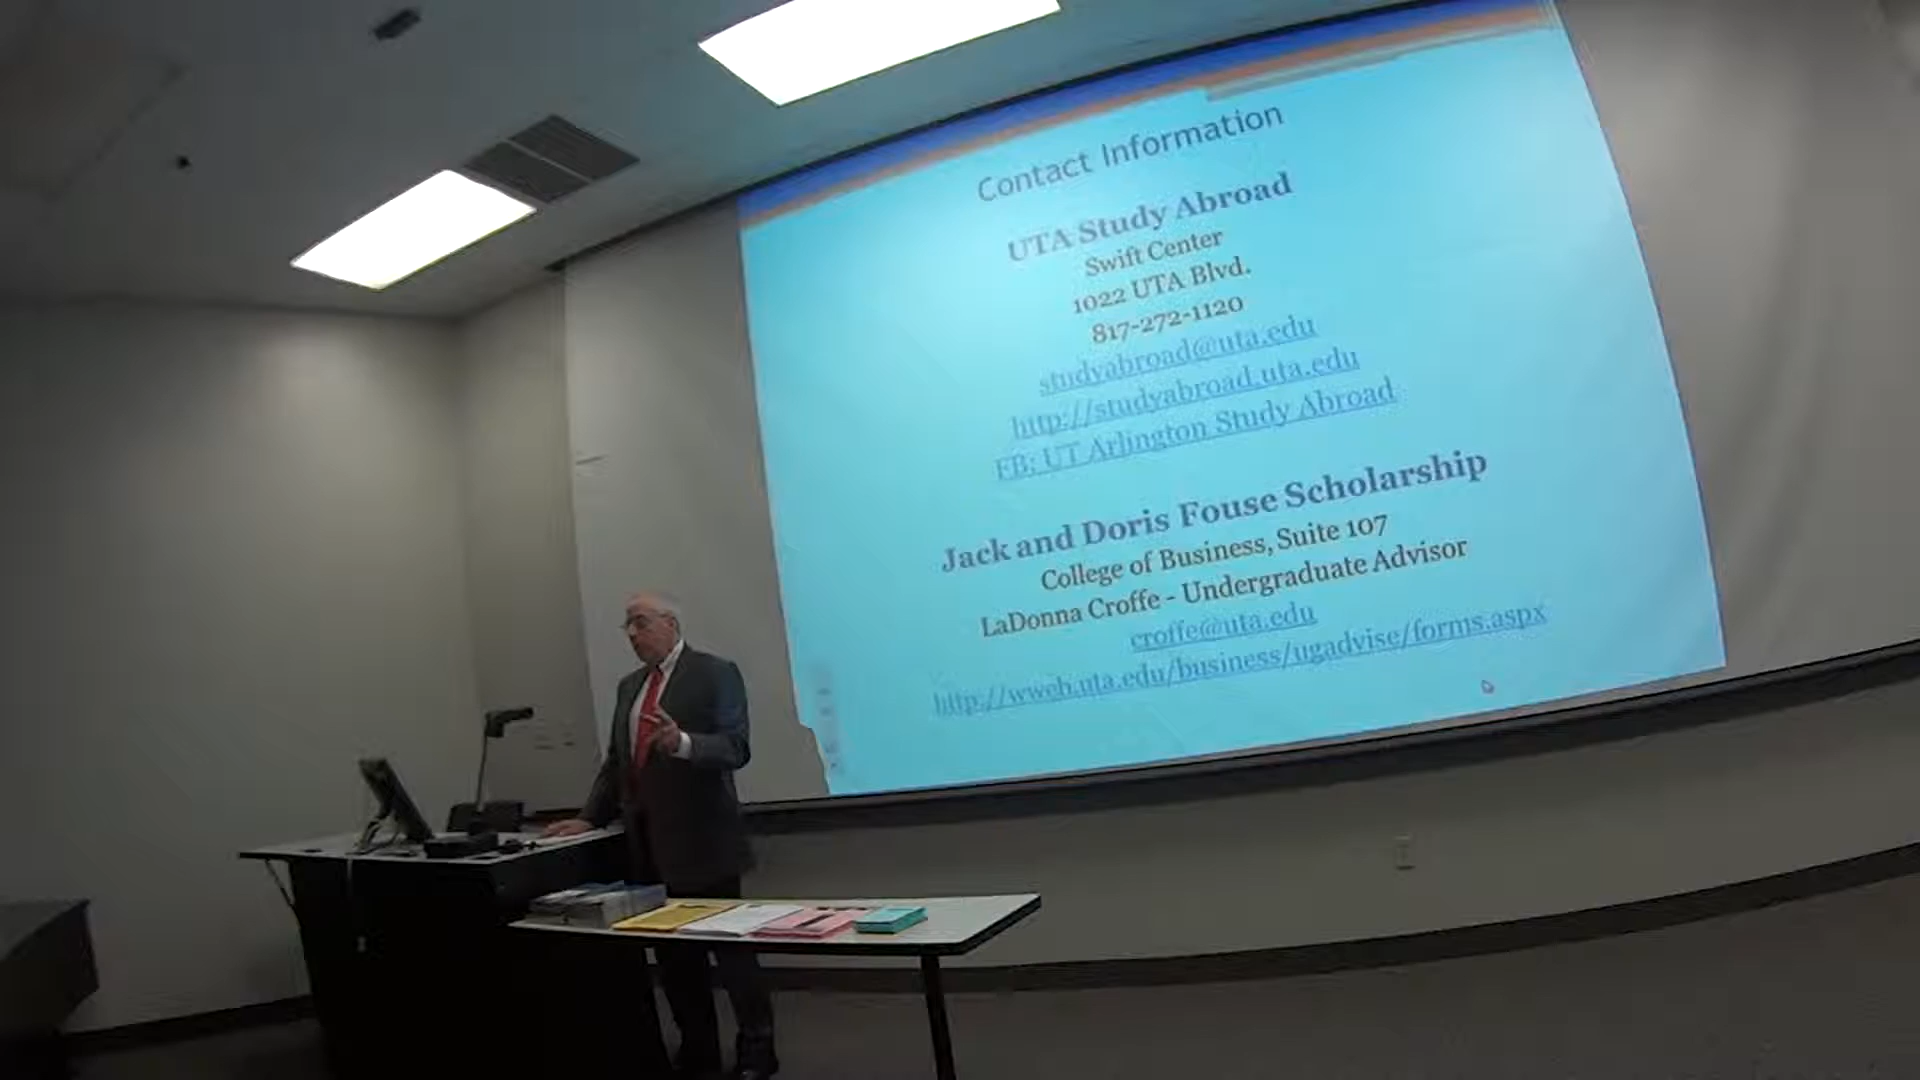 Contact Information
UTA Study Abroad
Swift Center
1022 UTA Blvd.
817-272-1120
studyabroad@uta.edu
http://studyabroad.uta.edu
FB: UT Arlington Study Abroad
Jack and Doris Fouse Scholarship
College of Business, Suite 107
LaDonna Croffe - Undergraduate Advisor
croffe@uta.edu
http://wweb.uta.edu/business/ugadvise/forms.aspx